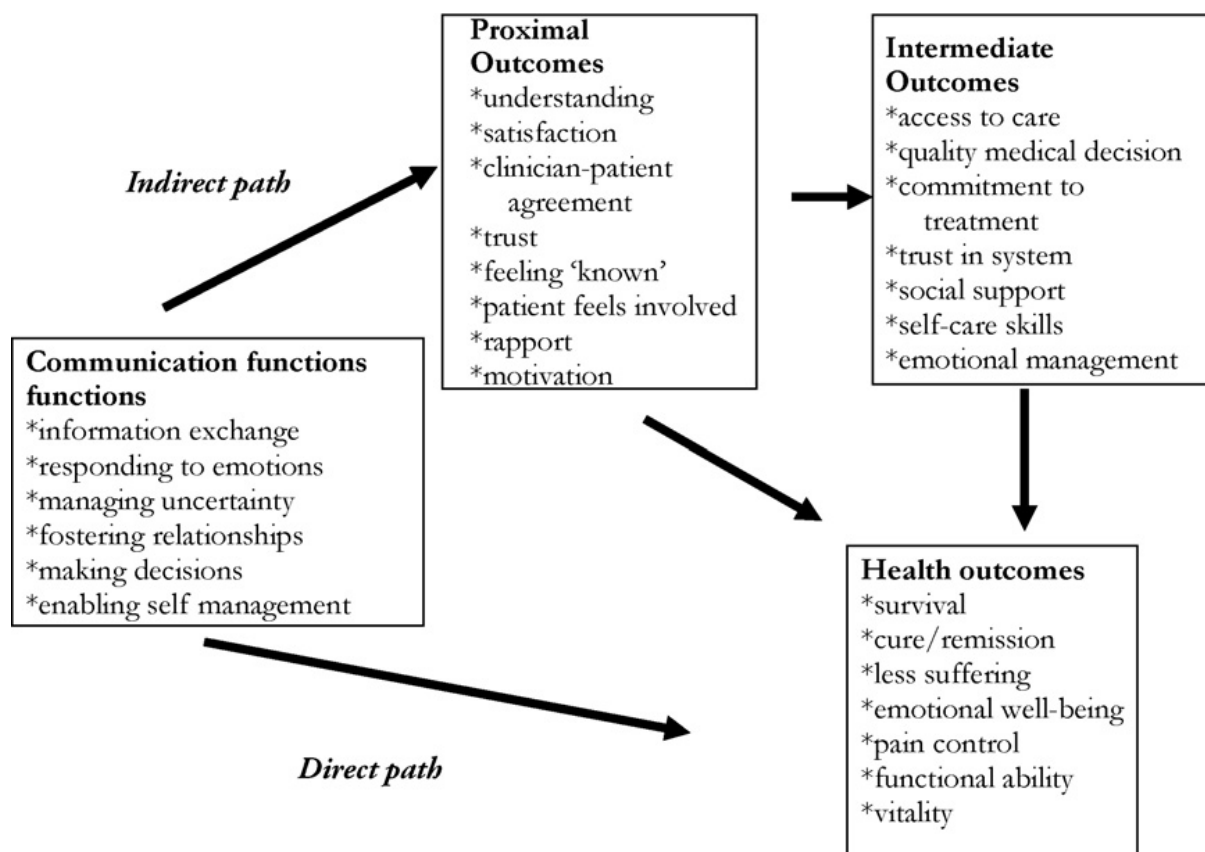 Proximal
Outcomes
*understanding
*satisfaction
*clinician-patient
agreement
*trust
*feeling ‘known’
*patient feels involved
*rapport
*motivation
Intermediate
Outcomes
*access to care
*quality medical decision
*commitment to
treatment
*trust in system
*social support
*self-care skills
*emotional management
Indirect path
Communication functions
functions
*information exchange
*responding to emotions
*managing uncertainty
*fostering relationships
*making decisions
*enabling self management
Direct path
Health outcomes
*survival
*cure/remission
*less suffering
*emotional well-being
*pain control
*functional ability
*vitality